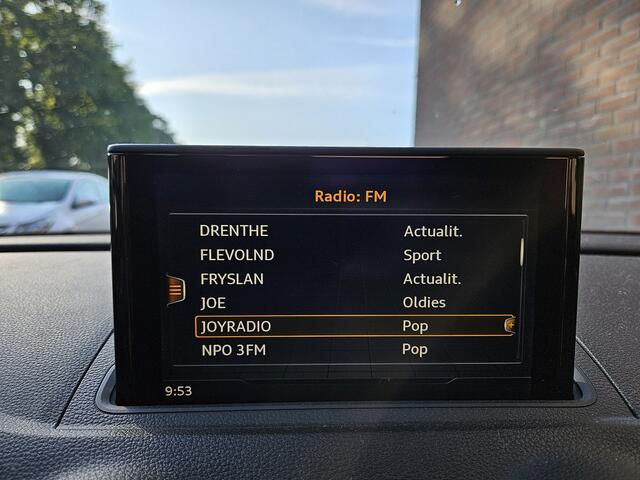 Radio: FM
DRENTHE Actualit.
FLEVOLND Sport
FRYSLAN Actualit.
JOE Oldies
JOYRADIO Pop
NPO 3FM Pop
9:53